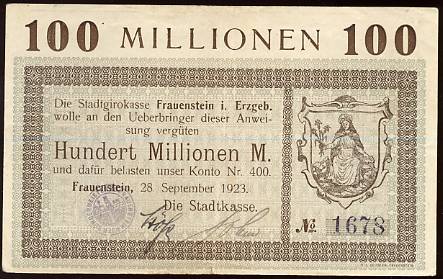 100 MILLIONEN 100
Die Stadtgirokasse Frauenstein i. Erzgeb.
wolle an den Ueberbringer dieser Anwei-
sung vergüten
Hundert Millionen M.
und dafür belasten unser Konto Nr. 400.
Frauenstein, 28 September 1923.
Die Stadtkasse.
№ 1673